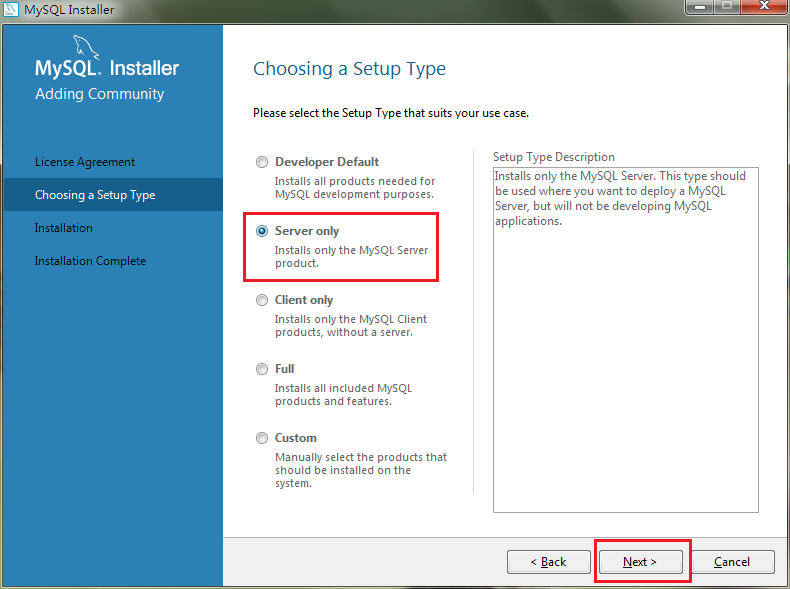 MySQL Installer
MySQL. Installer
Adding Community
License Agreement
Choosing a Setup Type
Installation
Installation Complete
Choosing a Setup Type
Please select the Setup Type that suits your use case.
Developer Default
Installs all products needed for
MySQL development purposes.
Server only
Installs only the MySQL Server
product.
Client only
Installs only the MySQL Client
products, without a server.
Full
Installs all included MySQL
products and features.
Custom
Manually select the products that
should be installed on the
system.
Setup Type Description
Installs only the MySQL Server. This type should
be used where you want to deploy a MySQL
Server, but will not be developing MySQL
applications.
< Back
Next >
Cancel